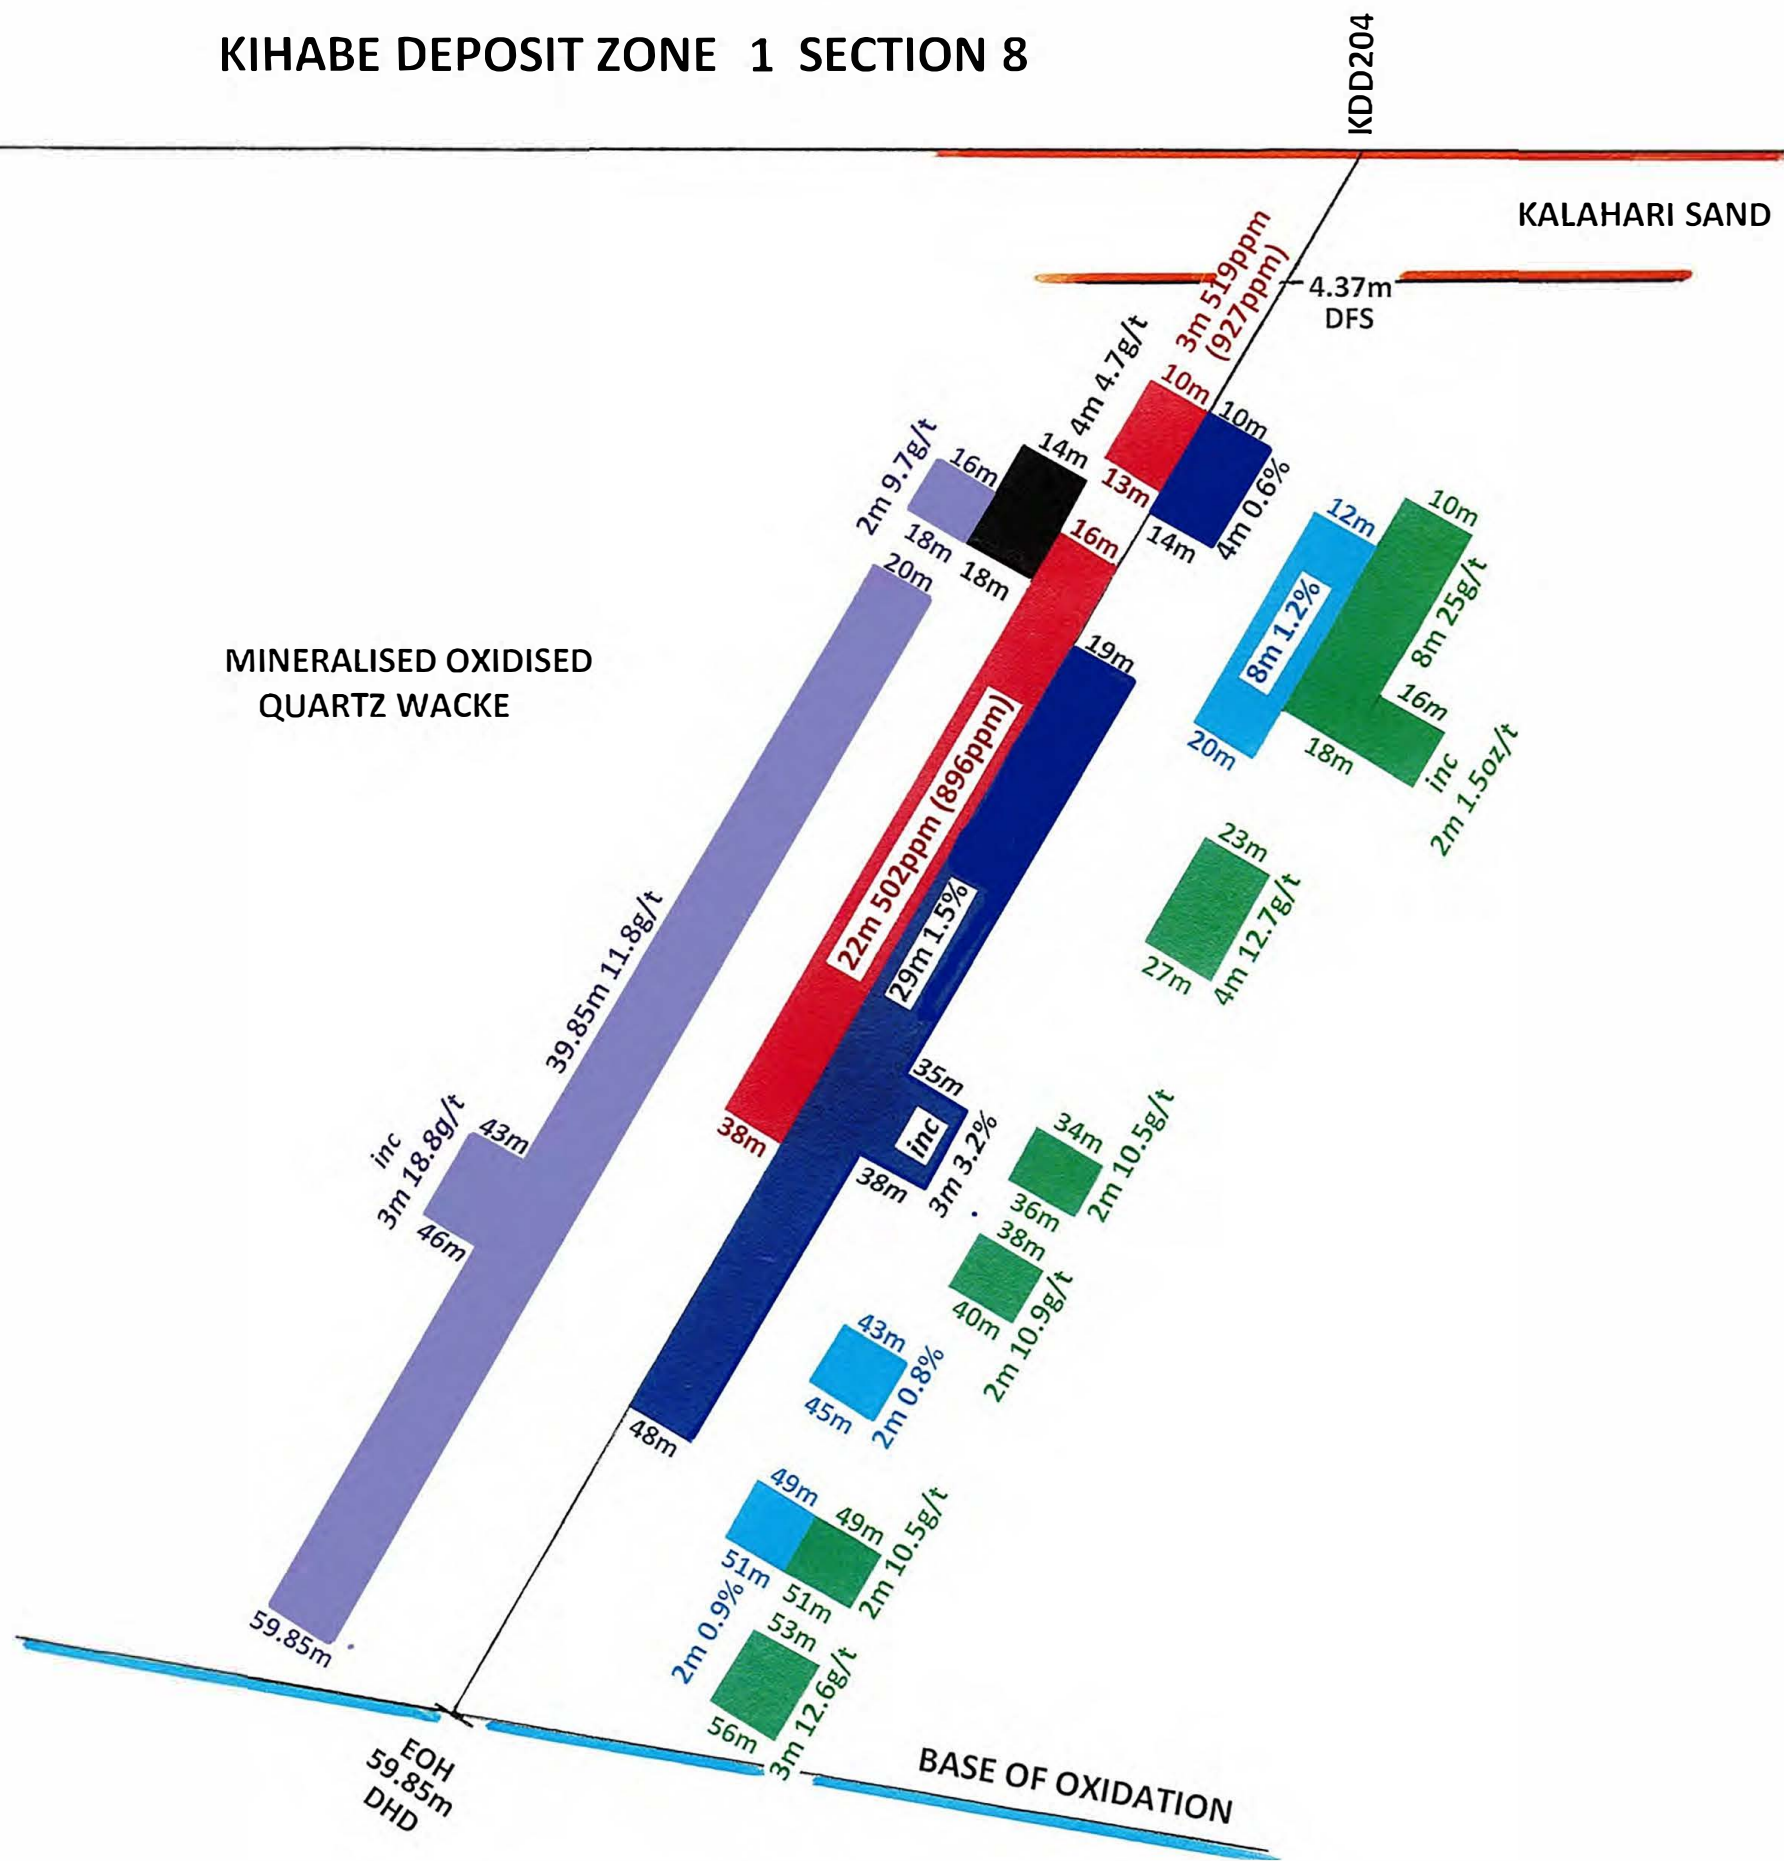 KIHABE DEPOSIT ZONE 1 SECTION 8
KDD204
KALAHARI SAND
4.37m
DFS
3m 519ppm
(927ppm)
10m
13m
10m
14m
4m 0.6%
4m 4.7g/t
14m
18m
2m 9.7g/t
16m
18m
20m
16m
19m
12m
8m 1.2%
20m
10m
8m 25g/t
16m
18m
inc
2m 1.5oz/t
MINERALISED OXIDISED
QUARTZ WACKE
22m 502ppm (896ppm)
29m 1.5%
23m
27m
4m 12.7g/t
39.85m 11.8g/t
35m
inc
38m
3m 3.2%
38m
inc
3m 18.8g/t
43m
46m
34m
36m
2m 10.5g/t
38m
40m
2m 10.9g/t
43m
45m
2m 0.8%
48m
49m
51m
2m 0.9%
49m
51m
2m 10.5g/t
53m
56m
3m 12.6g/t
59.85m
EOH
59.85m
DHD
BASE OF OXIDATION